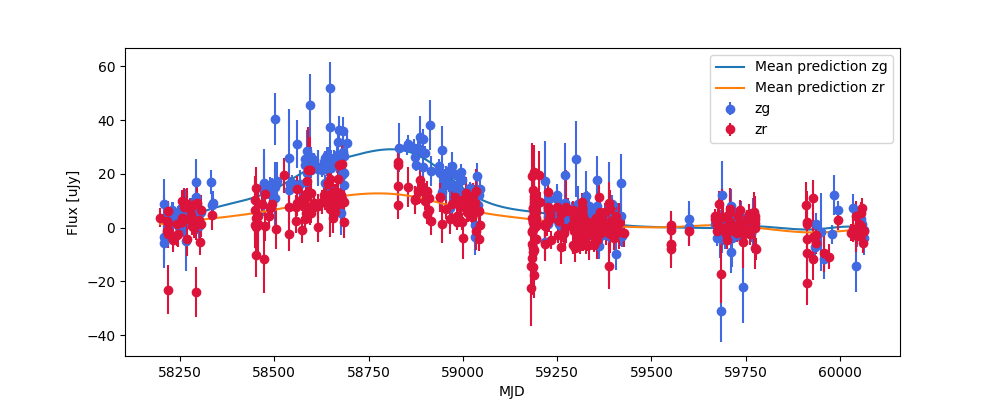 60
40
20
0
−20
−40
Flux [uJy]
58250
58500
58750
59000
59250
59500
59750
60000
MJD
Mean prediction zg
Mean prediction zr
zg
zr